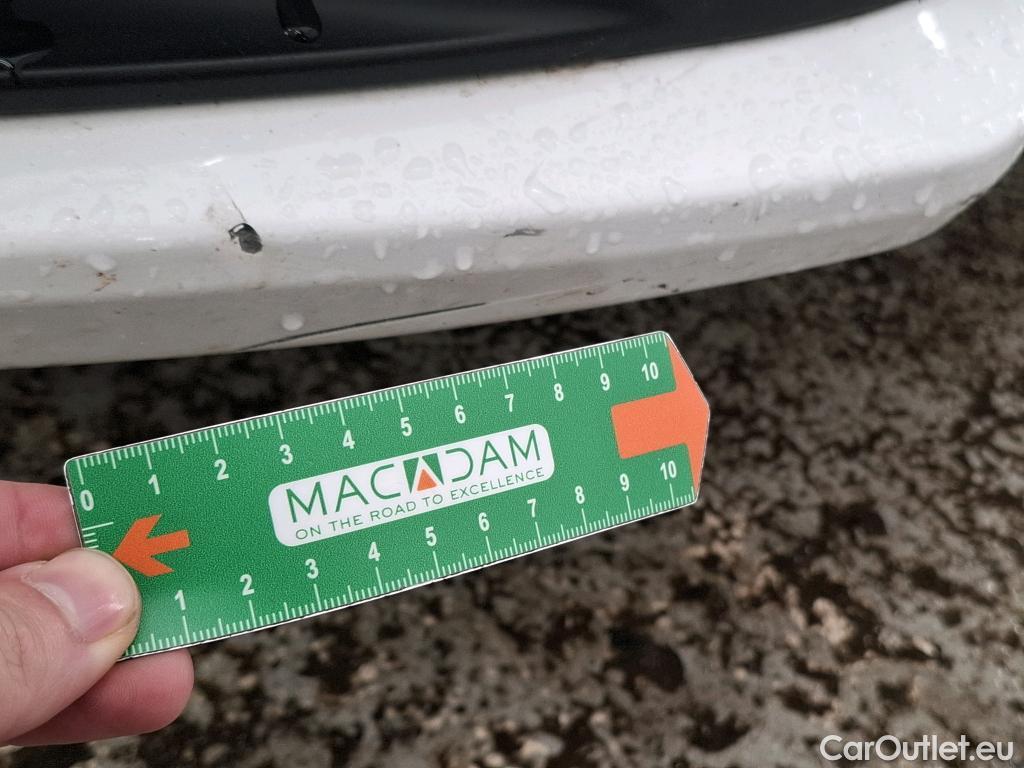 0 1 2 3 4 5 6 7 8 9 10
MACADAM
ON THE ROAD TO EXCELLENCE
1 2 3 4 5 6 7 8 9 10
CarOutlet.eu